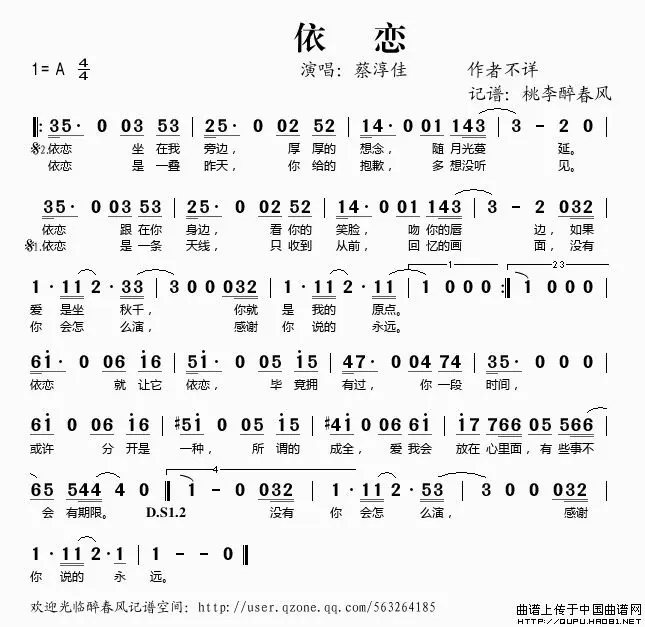 依 恋
1= A 4/4 演唱：蔡淳佳 作者不详
记谱：桃李醉春风
𝄆 35· 0 03 53 | 25· 0 02 52 | 14· 0 01 143 | 3 - 2 0
𝄋2.依恋 坐 在我 旁边， 厚 厚的 想念， 随 月光蔓 延。
依恋 是 一叠 昨天， 你 给的 抱歉， 多 想没听 见。
35· 0 03 53 | 25· 0 02 52 | 14· 0 01 143 | 3 - 2 032
依恋 跟 在你 身边， 看 你的 笑脸， 吻 你的唇 边，如果
𝄋1.依恋 是 一条 天线， 只 收到 从前， 回 忆的画 面，没有
1 · 11 2 · 33 | 3 0 0 032 | 1 · 11 2 · 1 | 1 0 0 0 :‖ 1 0 0 0
1 2 3
爱 是坐 秋千， 你就 是 我的 原点。
你 会怎 么演， 感谢 你 说的 永远。
6i· 0 06 i6 | 5i· 0 05 i5 | 47· 0 04 74 | 35· 0 0 0
依恋 就 让它 依恋， 毕 竟拥 有过， 你 一段 时间，
6i 0 06 i6 | #5i 0 05 i5 | #4i 0 06 6i | i7 766 05 566
或许 分 开是 一种， 所 谓的 成全， 爱 我会 放在 心里面，有 些事不
4
65 544 4 0 ‖ 1 - 0 032 | 1 · 11 2 · 53 | 3 0 0 032
会 有期限。 D.S1.2 没有 你 会怎 么演， 感谢
1 · 11 2 · 1 | 1 - - 0 ‖
你 说的 永 远。
欢迎光临醉春风记谱空间：http://user.qzone.qq.com/563264185
曲谱上传于中国曲谱网
http://QUPU.HAO81.NET